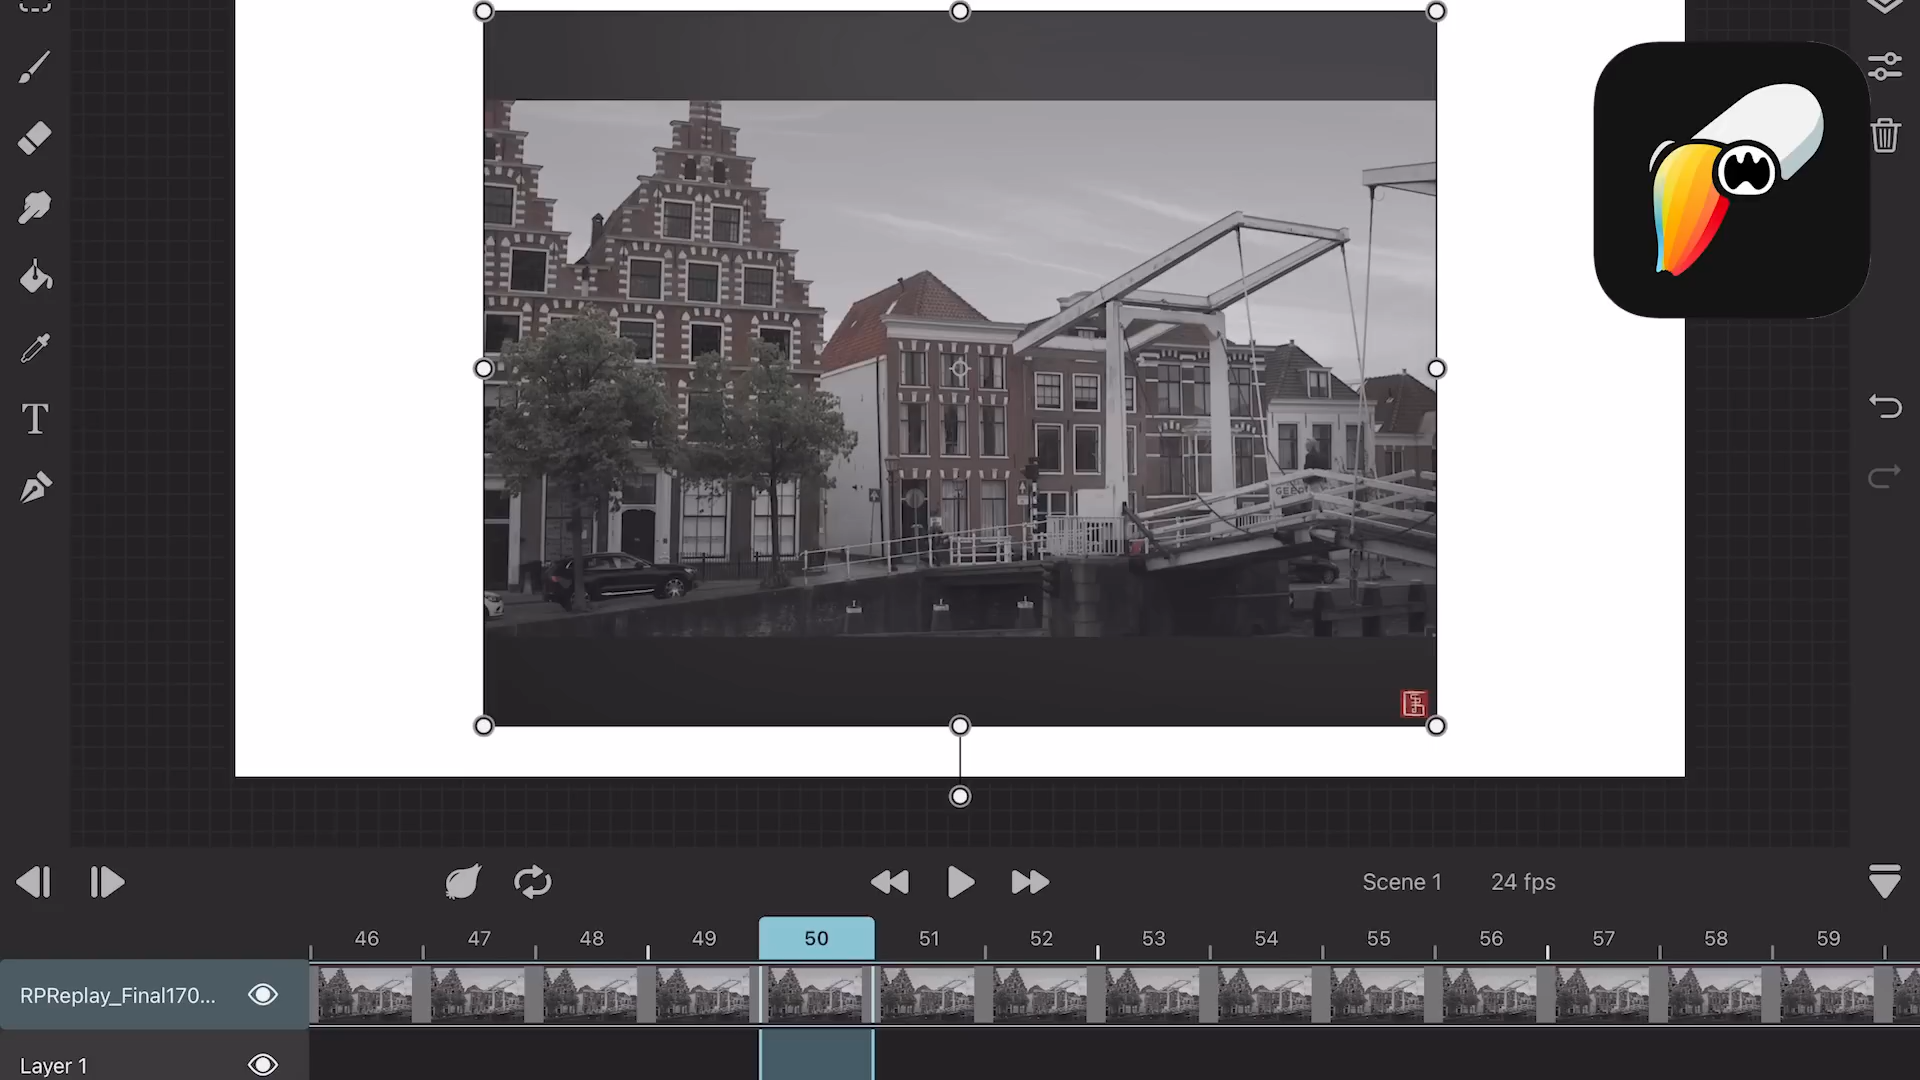 T
GEEN
Scene 1
24 fps
46 47 48 49 50 51 52 53 54 55 56 57 58 59
RPReplay_Final170...
Layer 1